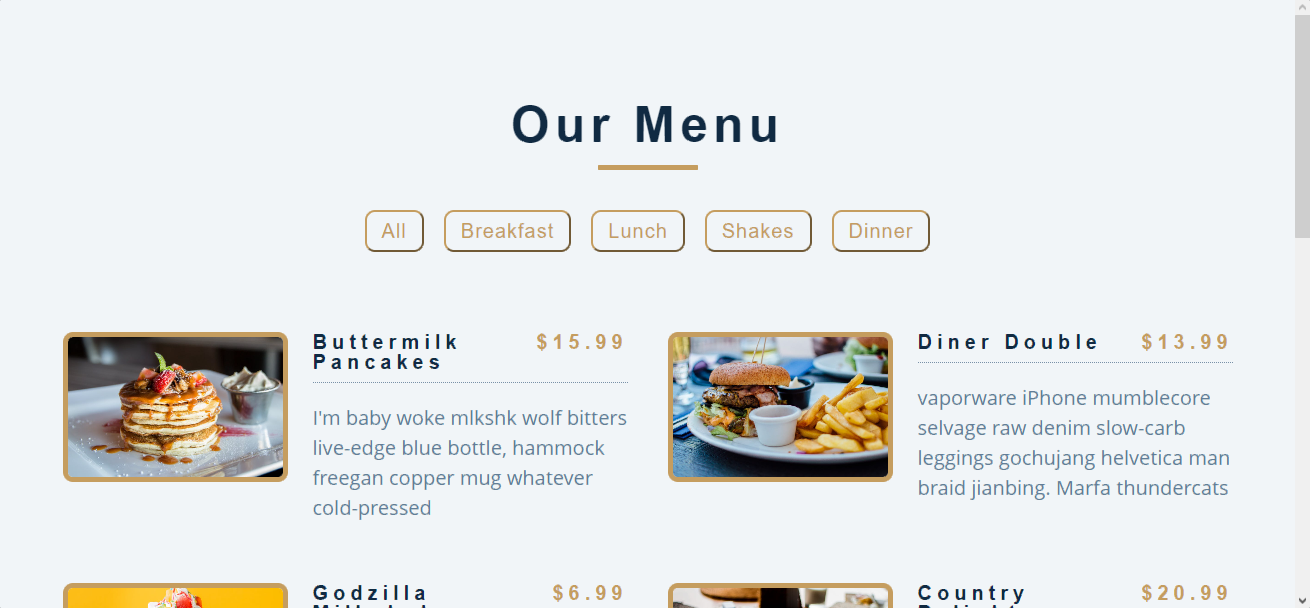 Our Menu
All
Breakfast
Lunch
Shakes
Dinner
Buttermilk
Pancakes
$15.99
I'm baby woke mlkshk wolf bitters
live-edge blue bottle, hammock
freegan copper mug whatever
cold-pressed
Diner Double
$13.99
vaporware iPhone mumblecore
selvage raw denim slow-carb
leggings gochujang helvetica man
braid jianbing. Marfa thundercats
Godzilla
$6.99
Country
$20.99